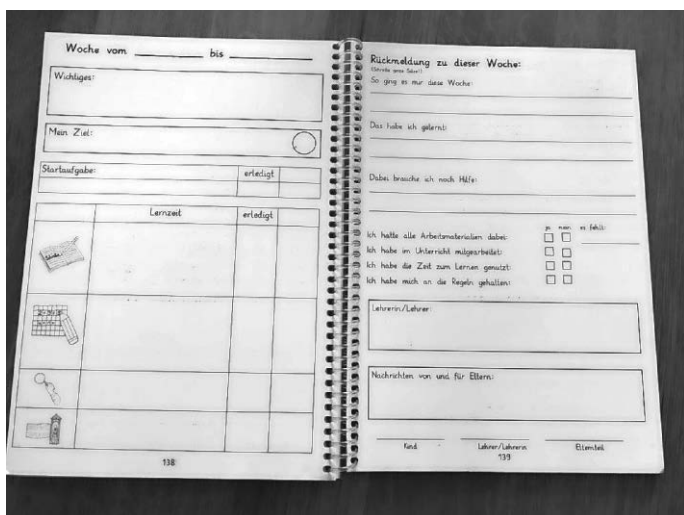 Woche vom __________ bis __________
Wichtiges:
Mein Ziel:
Startaufgabe:
erledigt
Lernzeit
erledigt
138
Rückmeldung zu dieser Woche:
So ging es mir diese Woche:
Das habe ich gelernt:
Dabei brauche ich noch Hilfe:
ja nein es fehlt:
Ich hatte alle Arbeitsmaterialien dabei:
Ich habe im Unterricht mitgearbeitet:
Ich habe die Zeit zum Lernen genutzt:
Ich habe mich an die Regeln gehalten:
Lehrerin/Lehrer:
Nachrichten von und für Eltern:
Kind Lehrer/Lehrerin Elternteil
139